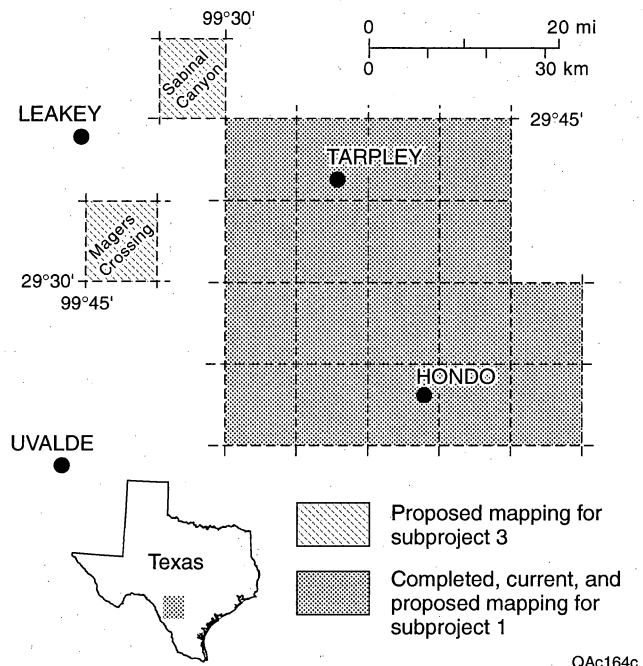 99°30'
0 20 mi
0 30 km
Sabinal
Canyon
LEAKEY
29°45'
TARPLEY
Magers
Crossing
29°30'
99°45'
HONDO
UVALDE
Texas
Proposed mapping for
subproject 3
Completed, current, and
proposed mapping for
subproject 1
QAc164c